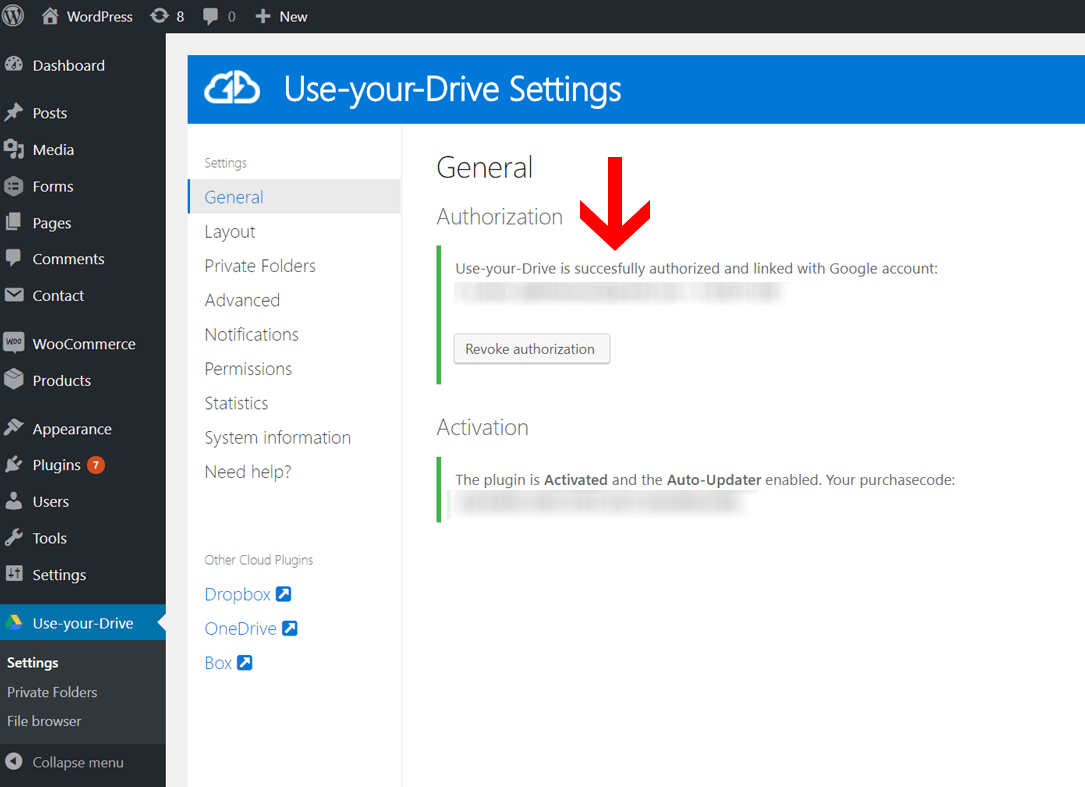 WordPress 8 0 + New
Dashboard
Posts
Media
Forms
Pages
Comments
Contact
WooCommerce
Products
Appearance
Plugins 7
Users
Tools
Settings
Use-your-Drive
Settings
Private Folders
File browser
Collapse menu
Use-your-Drive Settings
Settings
General
Layout
Private Folders
Advanced
Notifications
Permissions
Statistics
System information
Need help?
Other Cloud Plugins
Dropbox
OneDrive
Box
General
Authorization
Use-your-Drive is succesfully authorized and linked with Google account:
Revoke authorization
Activation
The plugin is Activated and the Auto-Updater enabled. Your purchasecode: